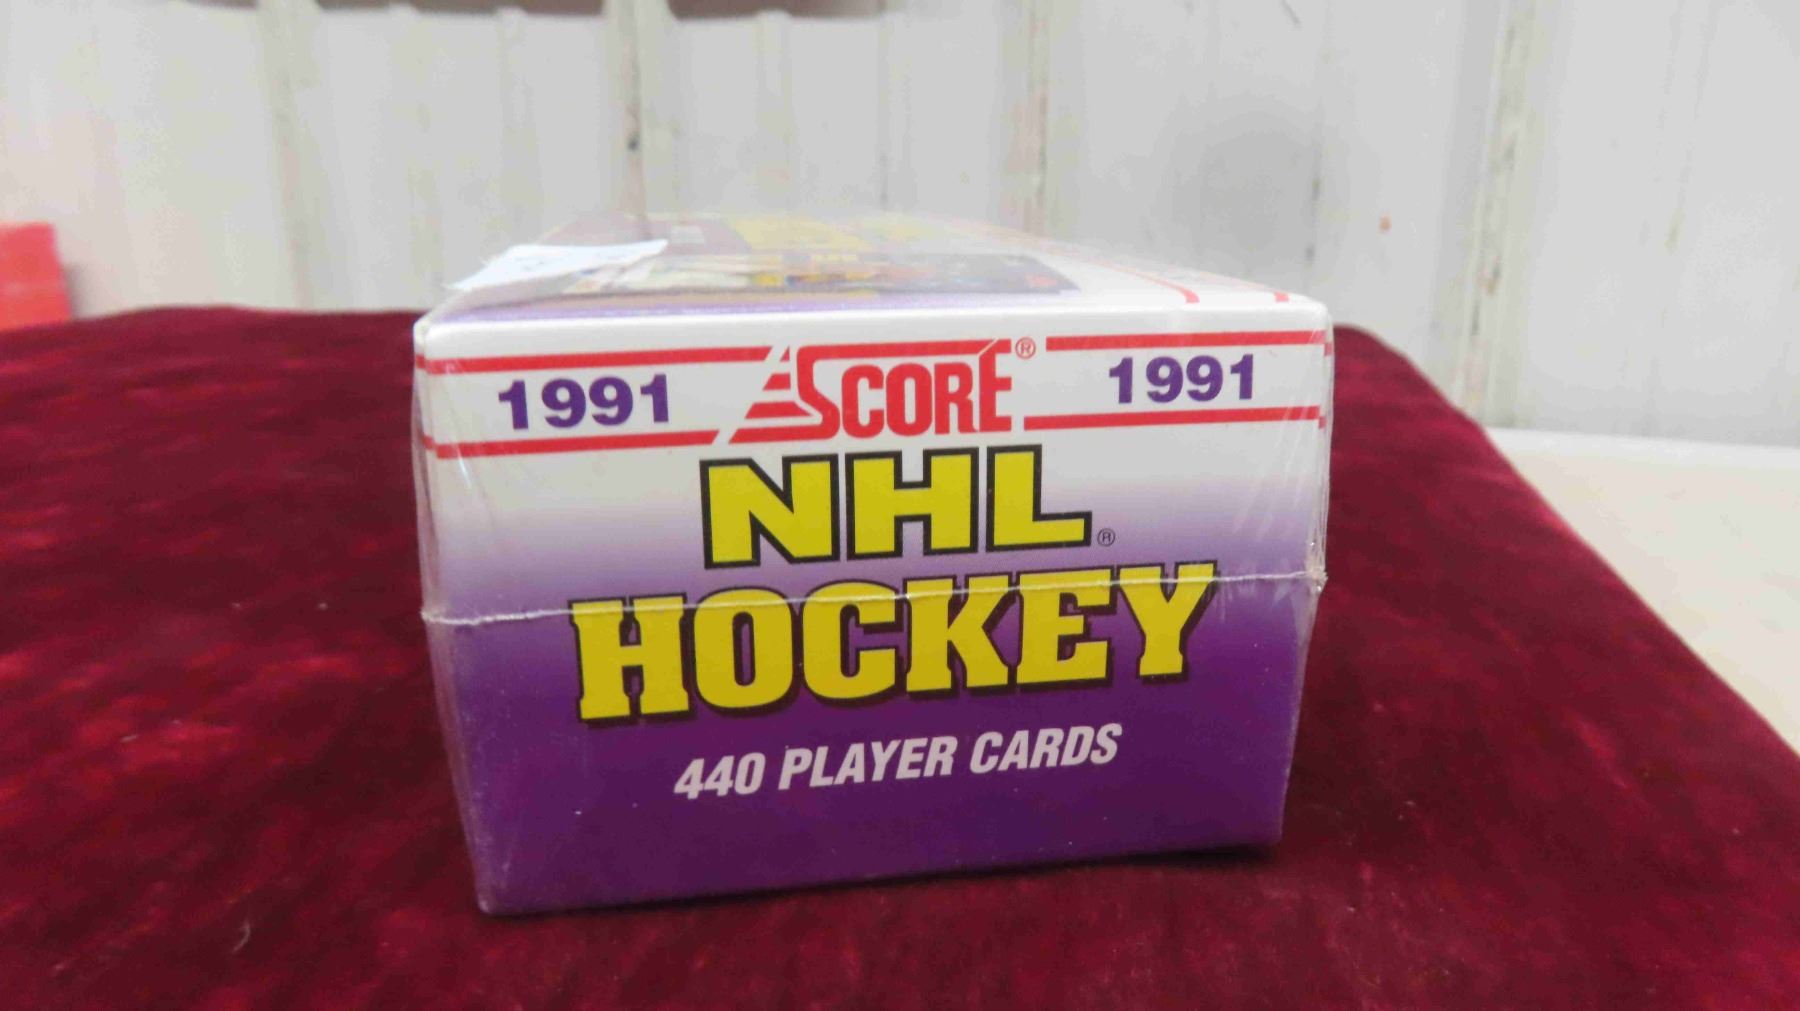 1991 SCORE® 1991
NHL®
HOCKEY
440 PLAYER CARDS